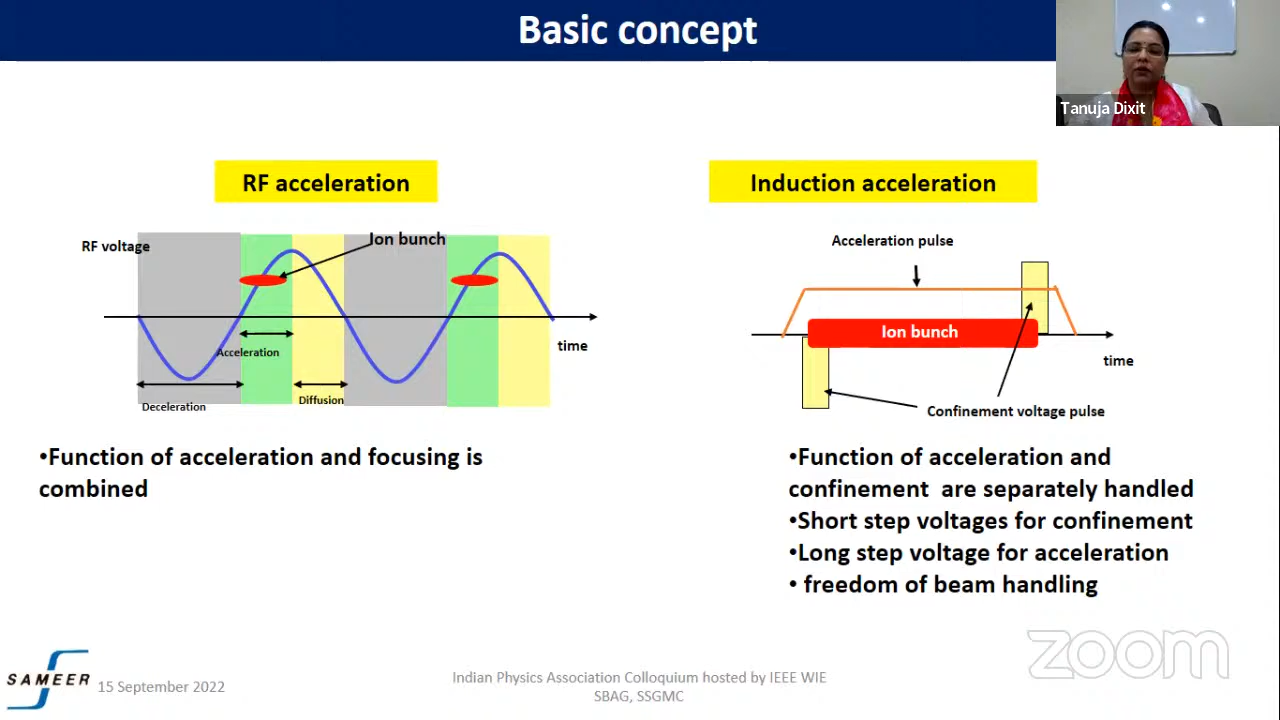 Basic concept
Tanuja Dixit
RF acceleration
RF voltage
Ion bunch
Acceleration
time
Deceleration
Diffusion
•Function of acceleration and focusing is
combined
Induction acceleration
Acceleration pulse
Ion bunch
time
Confinement voltage pulse
•Function of acceleration and
confinement are separately handled
•Short step voltages for confinement
•Long step voltage for acceleration
• freedom of beam handling
zoom
SAMEER
15 September 2022
Indian Physics Association Colloquium hosted by IEEE WIE
SBAG, SSGMC